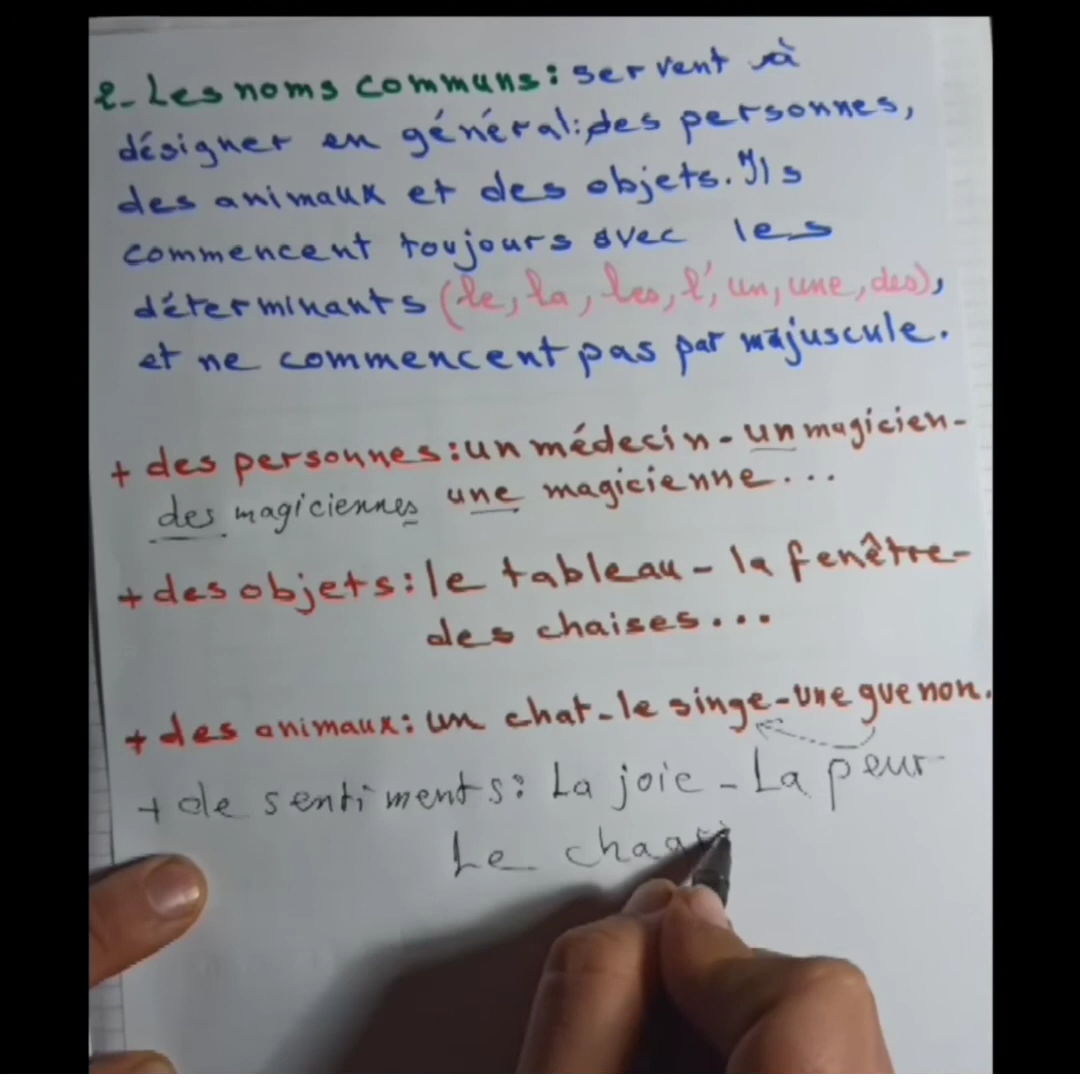 2- Les noms communs: servent à
désigner en général: des personnes,
des animaux et des objets. Ils
commencent toujours avec les
déterminants (le, la, les, l', un, une, des),
et ne commencent pas par majuscule.
+ des personnes: un médecin - un magicien -
des magiciennes une magicienne...
+ des objets: le tableau - la fenêtre -
des chaises...
+ des animaux: un chat - le singe - une guenon.
+ de sentiments: La joie - La peur
Le